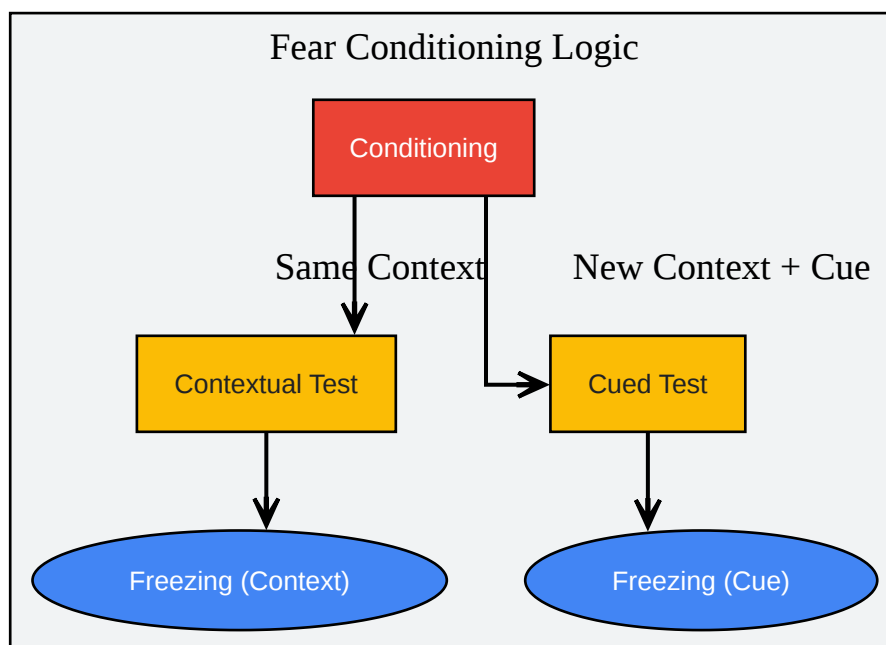 Fear Conditioning Logic
Conditioning
Same Context
New Context + Cue
Contextual Test
Cued Test
Freezing (Context)
Freezing (Cue)